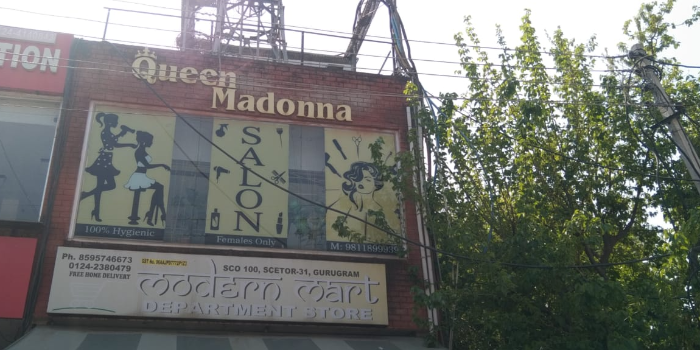 TION
Queen
Madonna
SALON
100% Hygienic
Females Only
Ph. 8595746673
0124-2380479
FREE HOME DELIVERY
SCO 100, SCETOR-31, GURUGRAM
modern mart
DEPARTMENT STORE